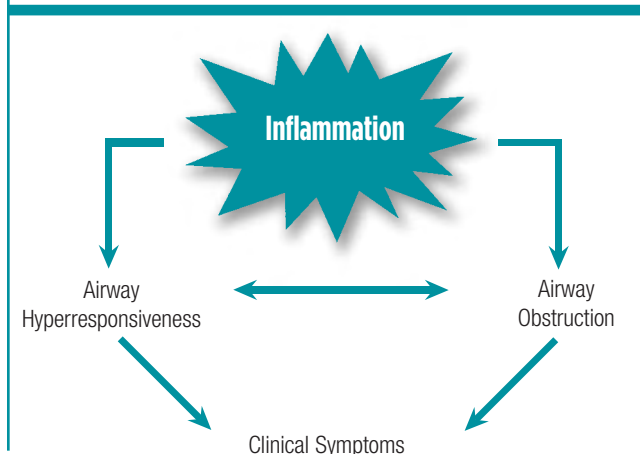 Inflammation
Airway
Hyperresponsiveness
Airway
Obstruction
Clinical Symptoms